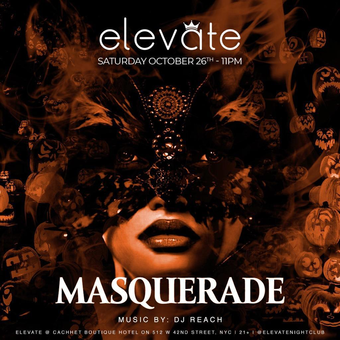 elevate
SATURDAY OCTOBER 26TH - 11PM
MASQUERADE
MUSIC BY: DJ REACH
ELEVATE @ CACHHET BOUTIQUE HOTEL ON 512 W 42ND STREET, NYC | 21+ | @ELEVATENIGHTCLUB